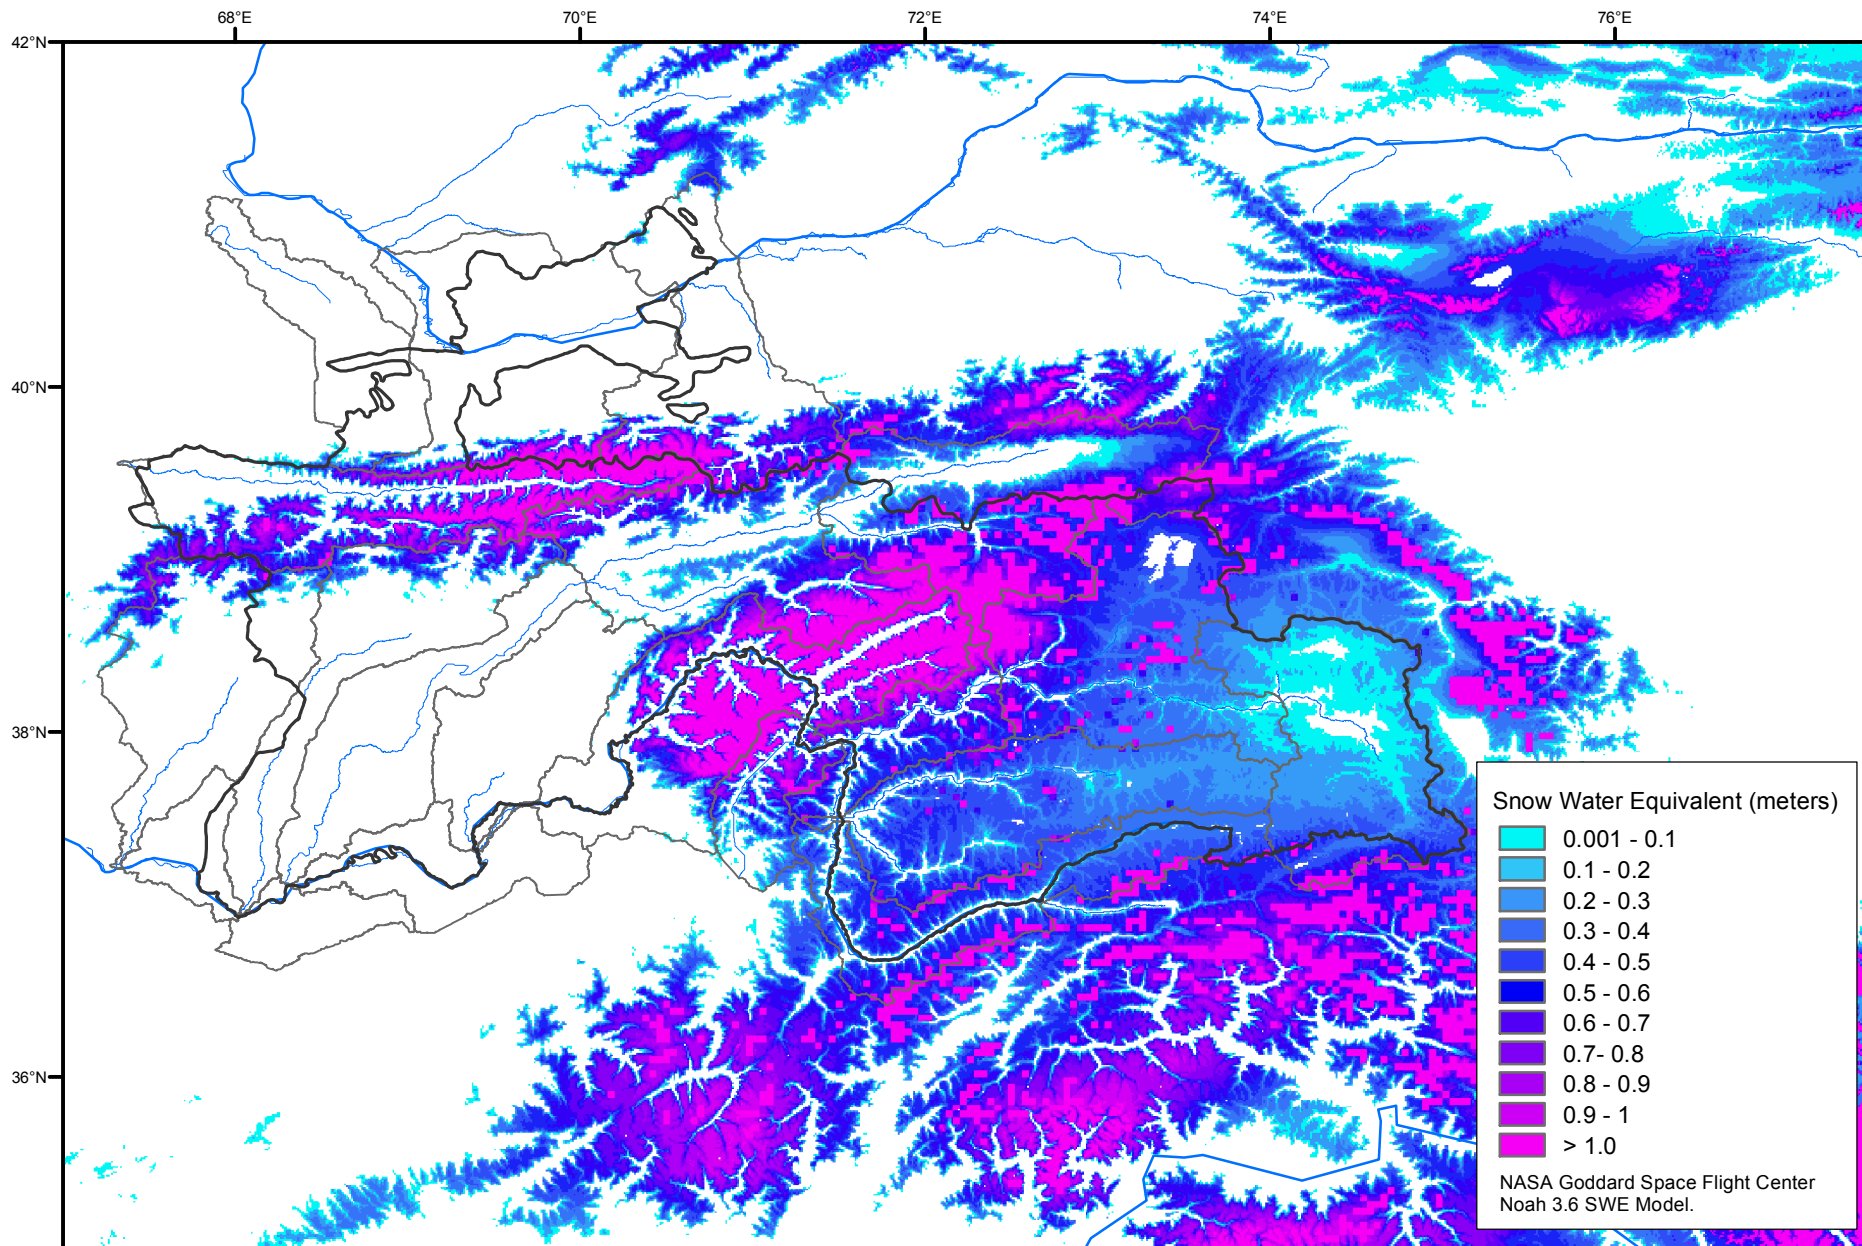 68°E
70°E
72°E
74°E
76°E
42°N
40°N
38°N
36°N
Snow Water Equivalent (meters)
0.001 - 0.1
0.1 - 0.2
0.2 - 0.3
0.3 - 0.4
0.4 - 0.5
0.5 - 0.6
0.6 - 0.7
0.7- 0.8
0.8 - 0.9
0.9 - 1
> 1.0
NASA Goddard Space Flight Center
Noah 3.6 SWE Model.